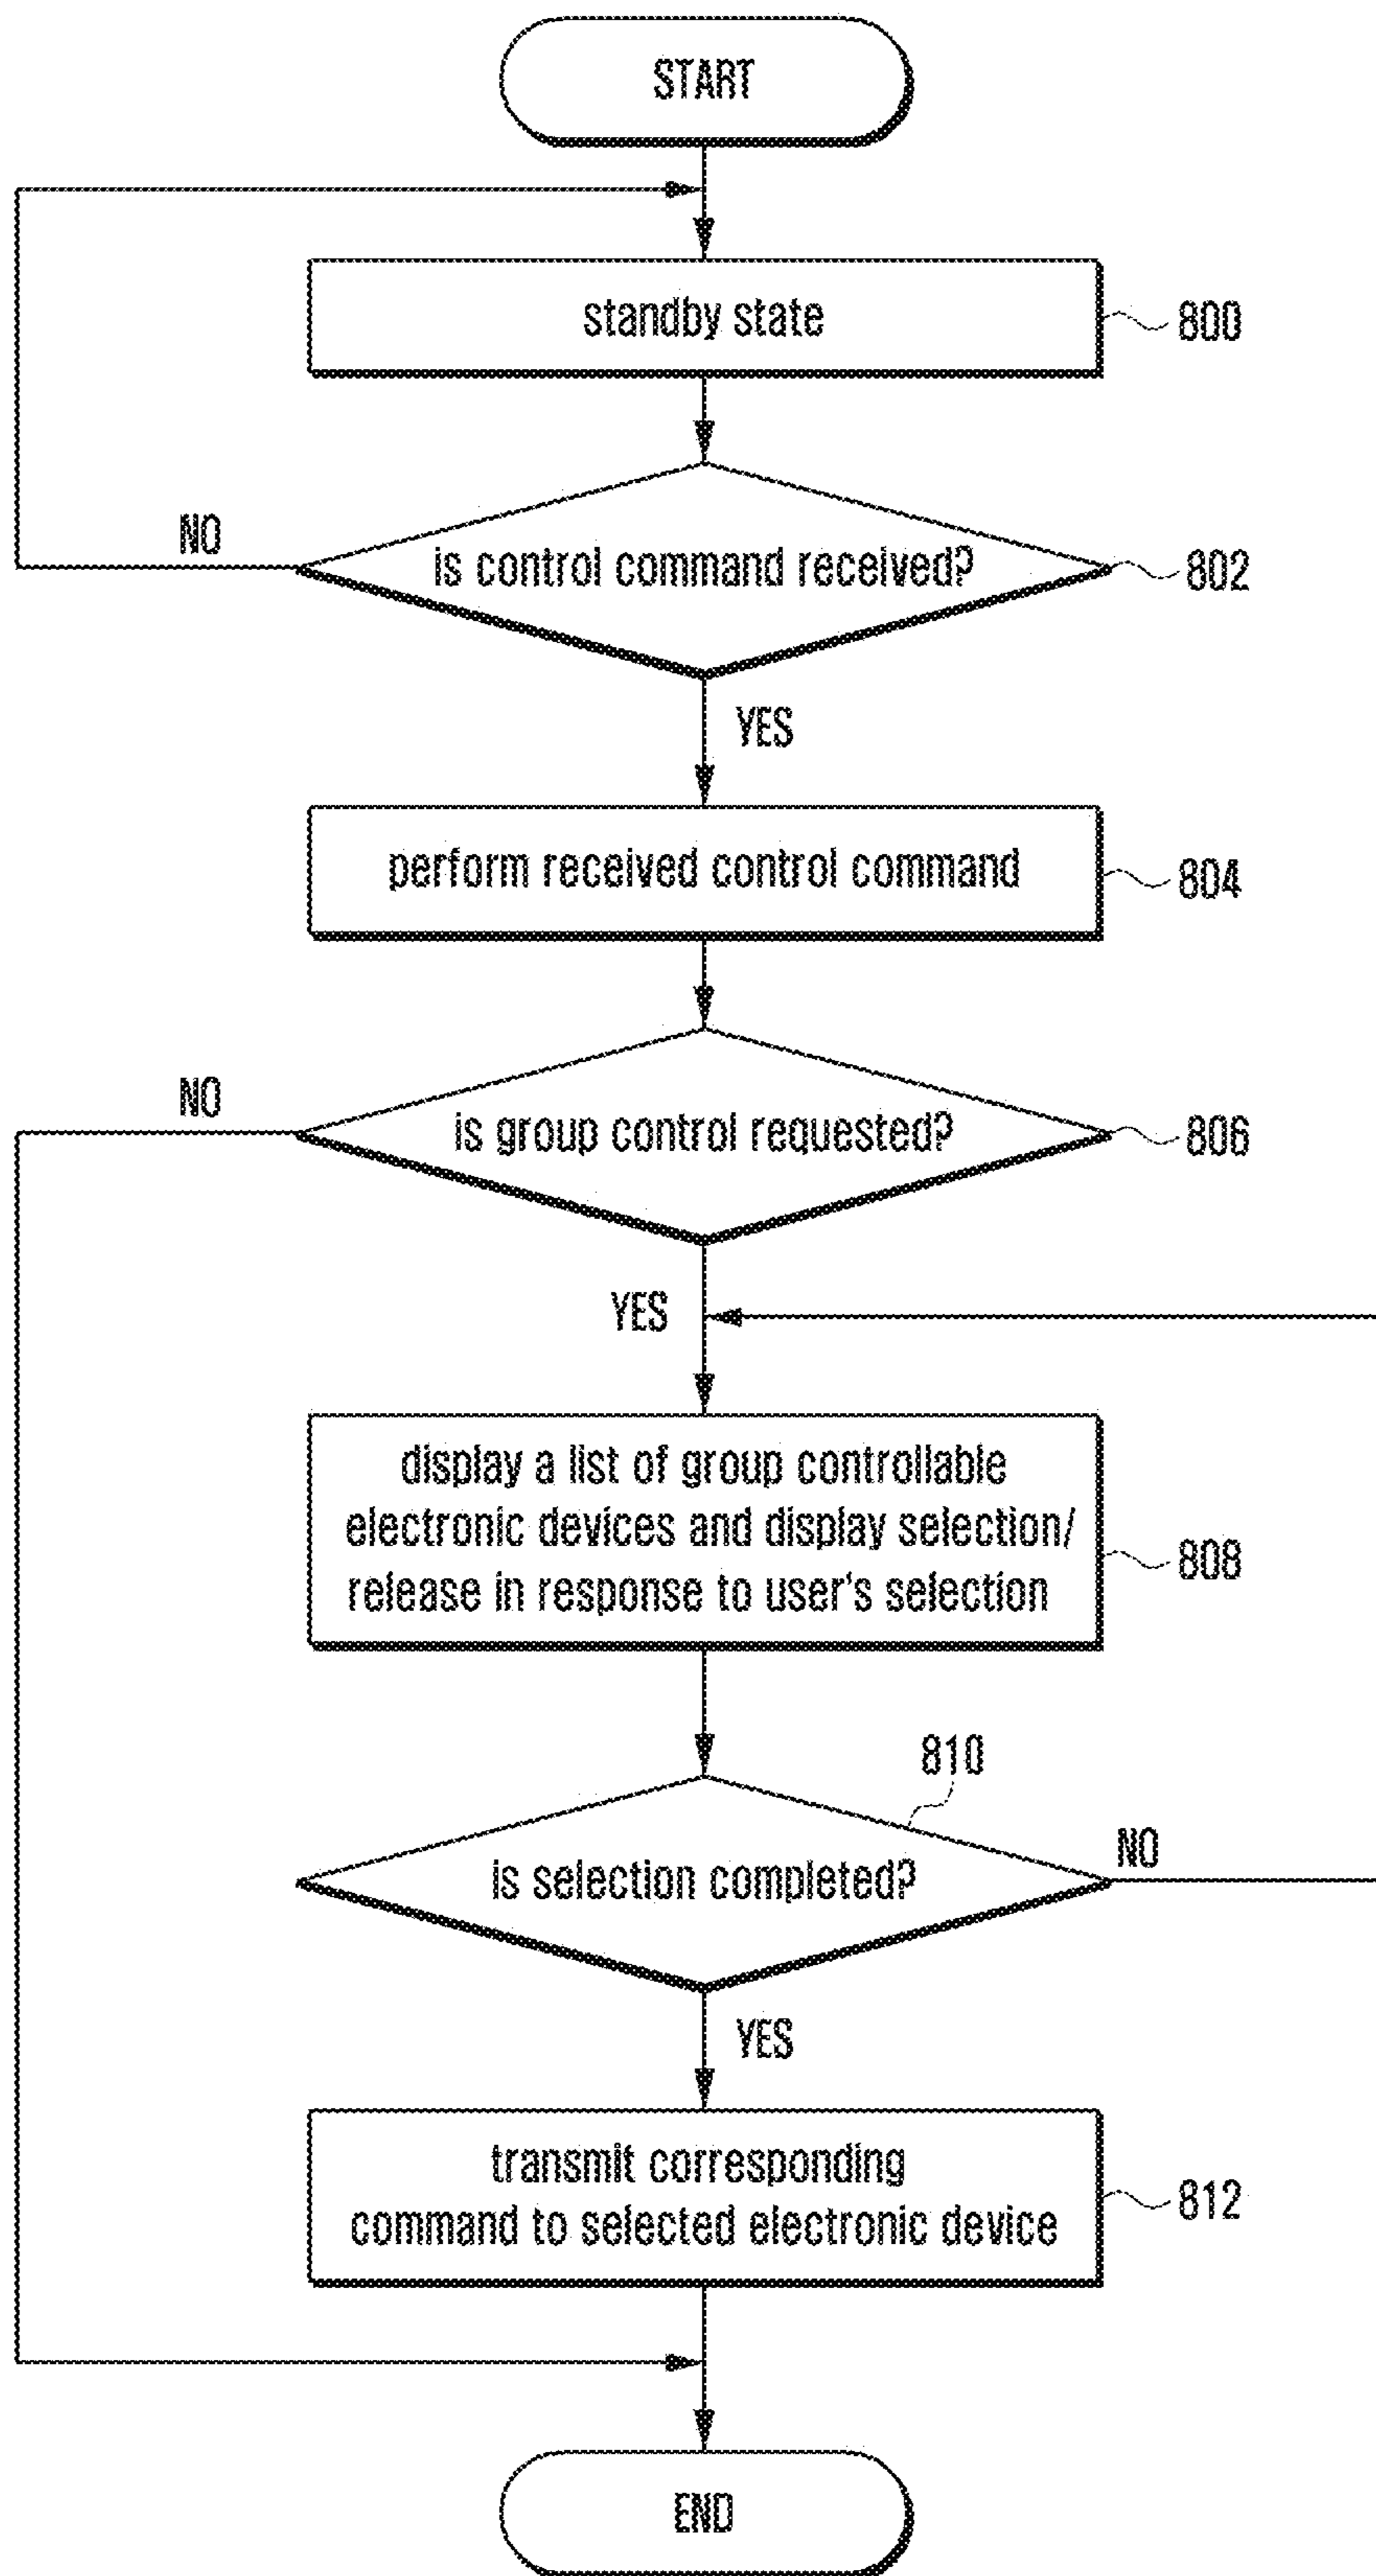 START
standby state
800
NO
is control command received?
802
YES
perform received control command
804
NO
is group control requested?
806
YES
display a list of group controllable
electronic devices and display selection/
release in response to user's selection
808
810
is selection completed?
NO
YES
transmit corresponding
command to selected electronic device
812
END